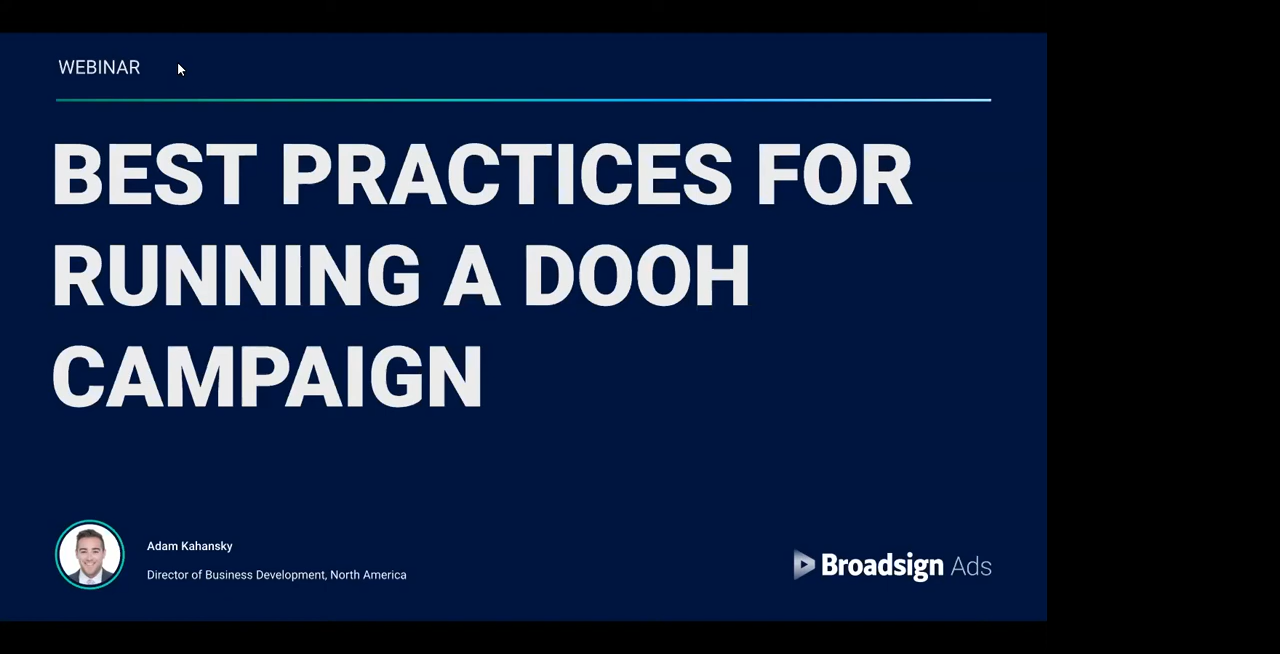 WEBINAR
BEST PRACTICES FOR
RUNNING A DOOH
CAMPAIGN
Adam Kahansky
Director of Business Development, North America
Broadsign Ads